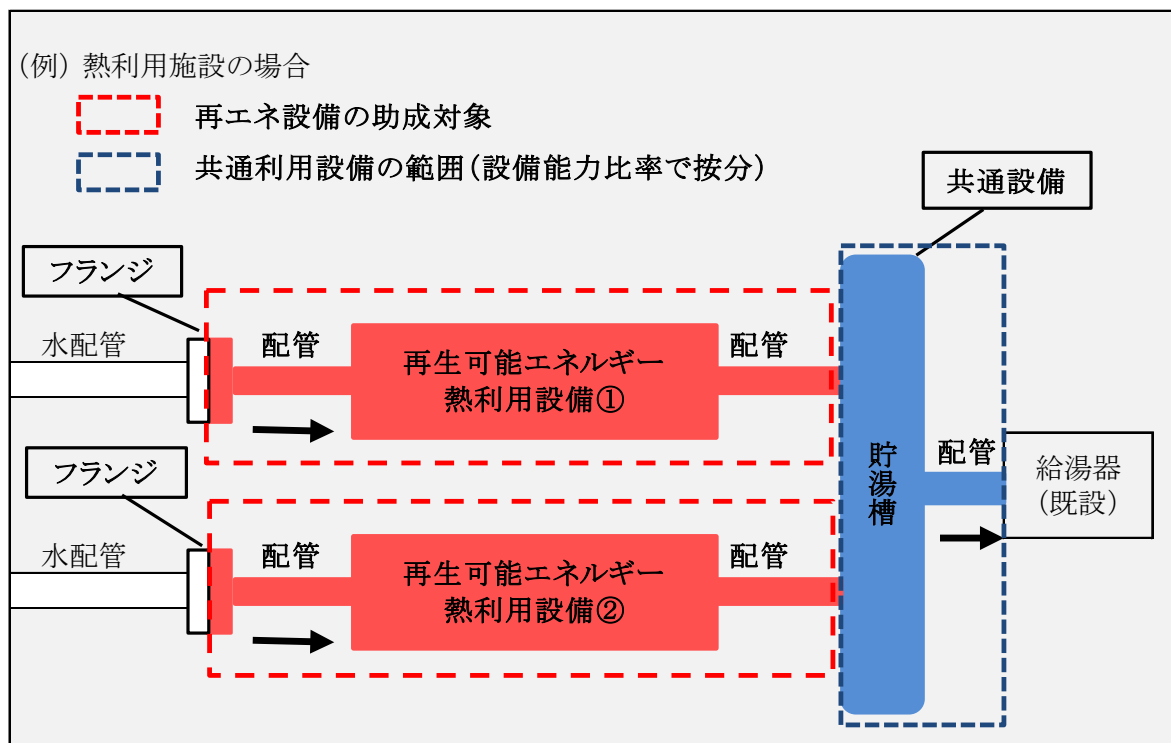 (例) 熱利用施設の場合
再エネ設備の助成対象
共通利用設備の範囲(設備能力比率で按分)
共通設備
フランジ
水配管
配管
再生可能エネルギー
熱利用設備①
配管
フランジ
水配管
配管
再生可能エネルギー
熱利用設備②
配管
貯湯槽
配管
給湯器
(既設)